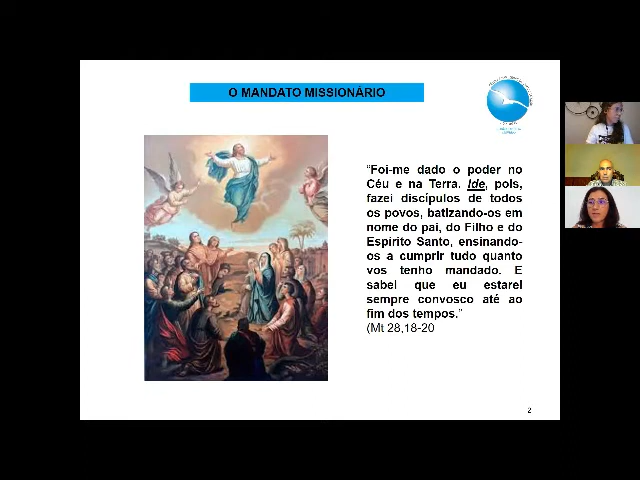 O MANDATO MISSIONÁRIO
“Foi-me dado o poder no
Céu e na Terra. Ide, pois,
fazei discípulos de todos
os povos, batizando-os em
nome do pai, do Filho e do
Espírito Santo, ensinando-
os a cumprir tudo quanto
vos tenho mandado. E
sabei que eu estarei
sempre convosco até ao
fim dos tempos.”
(Mt 28,18-20
2